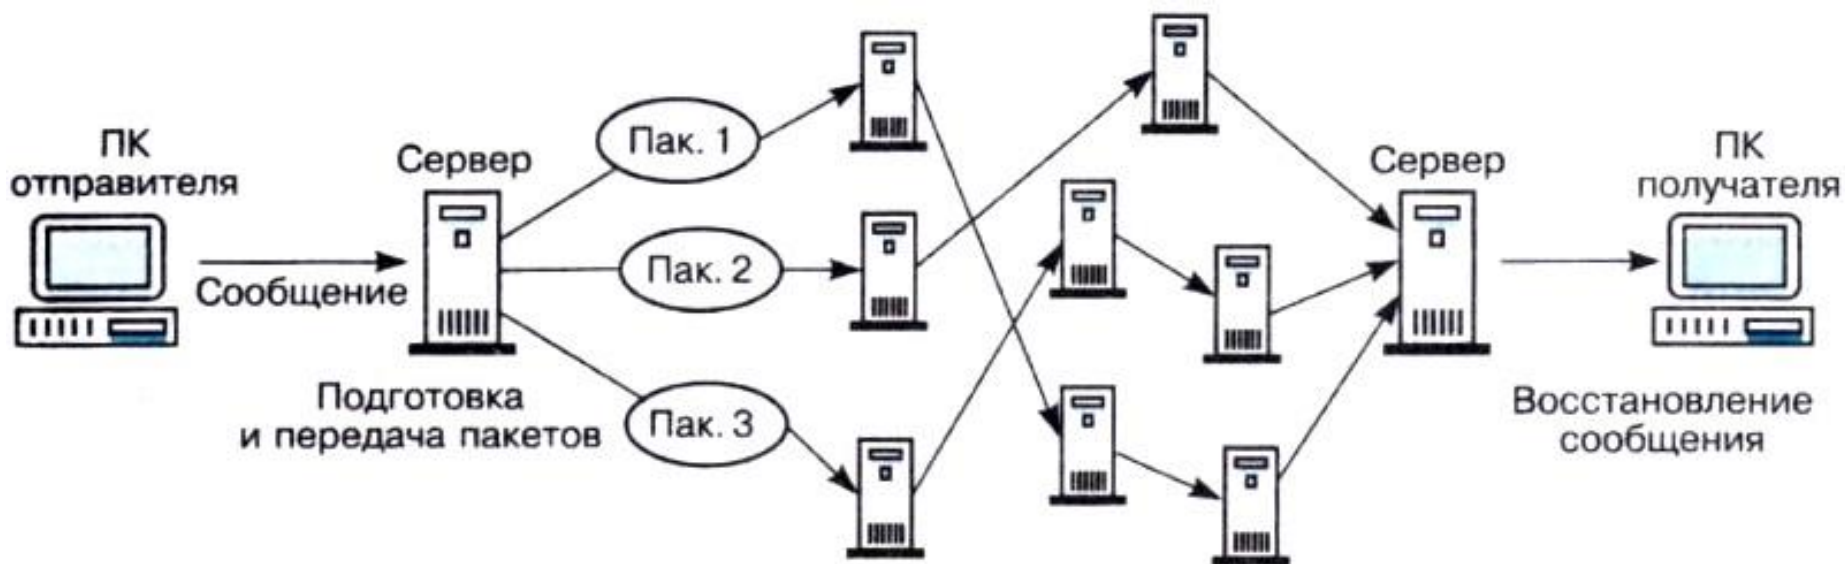 ПК
отправителя
Сообщение
Сервер
Подготовка
и передача пакетов
Пак. 1
Пак. 2
Пак. 3
Сервер
ПК
получателя
Восстановление
сообщения